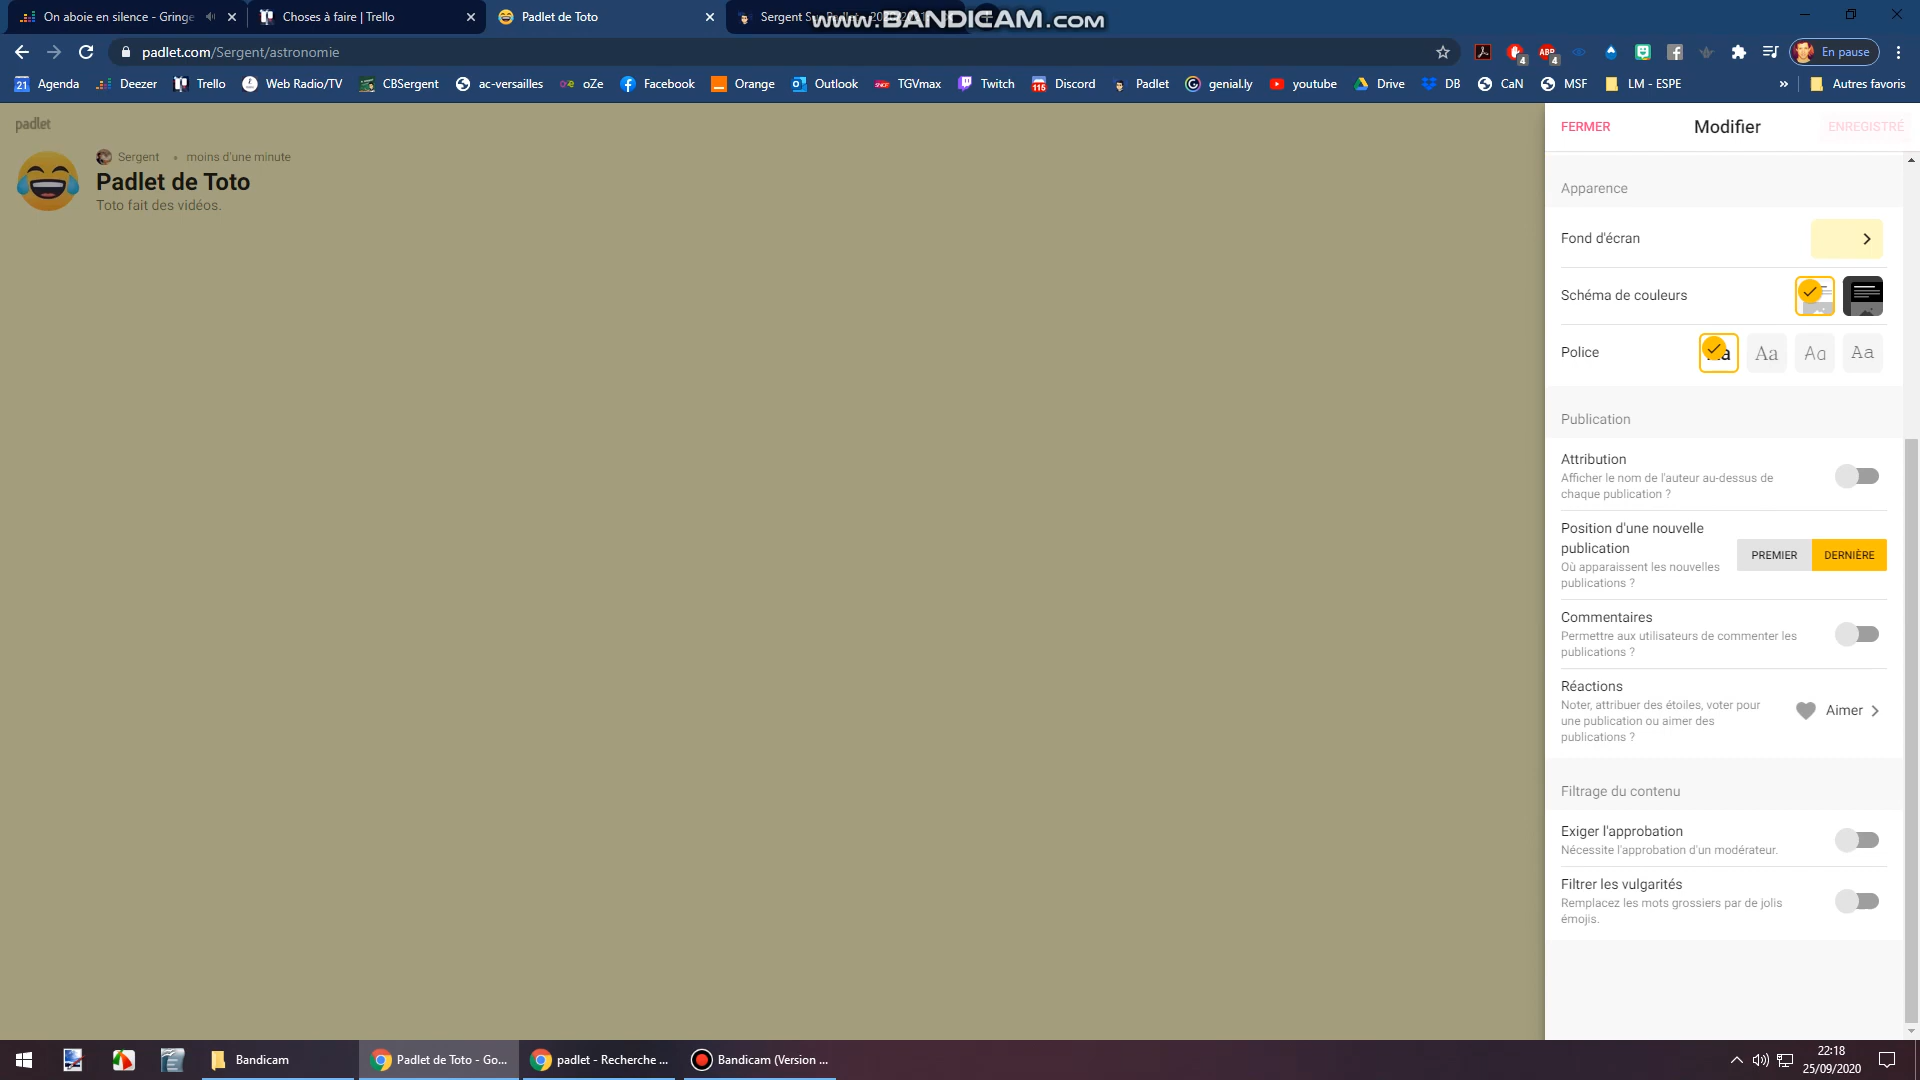 On aboie en silence - Gringe
Choses à faire | Trello
Padlet de Toto
www.BANDICAM.com
padlet.com/Sergent/astronomie
4
ABP
4
En pause
21 Agenda
Deezer
Trello
Web Radio/TV
CBSergent
ac-versailles
oZe
Facebook
Orange
Outlook
TGVmax
Twitch
115 Discord
Padlet
genial.ly
youtube
Drive
DB
CaN
MSF
LM - ESPE
»
Autres favoris
padlet
Sergent • moins d'une minute
Padlet de Toto
Toto fait des vidéos.
FERMER
Modifier
ENREGISTRÉ
Apparence
Fond d'écran
Schéma de couleurs
Police
Aa Aa Aa
Publication
Attribution
Afficher le nom de l'auteur au-dessus de
chaque publication ?
Position d'une nouvelle
publication
PREMIER DERNIÈRE
Où apparaissent les nouvelles
publications ?
Commentaires
Permettre aux utilisateurs de commenter les
publications ?
Réactions
Noter, attribuer des étoiles, voter pour
une publication ou aimer des
publications ?
Aimer
Filtrage du contenu
Exiger l'approbation
Nécessite l'approbation d'un modérateur.
Filtrer les vulgarités
Remplacez les mots grossiers par de jolis
émojis.
Bandicam
Padlet de Toto - Go...
padlet - Recherche ...
Bandicam (Version ...
22:18
25/09/2020